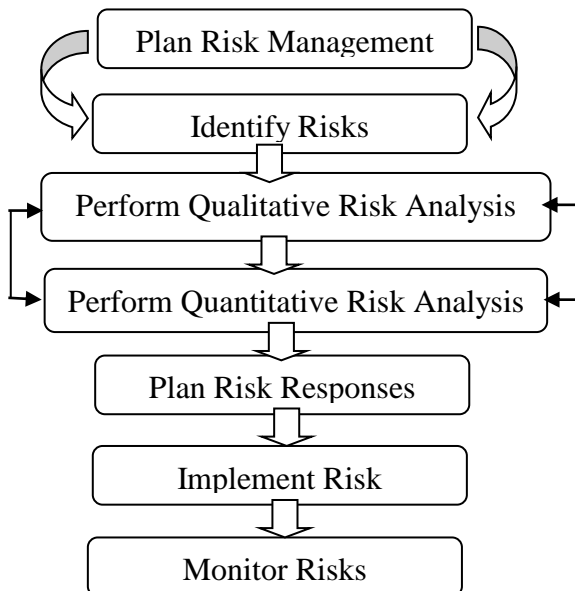 Plan Risk Management
Identify Risks
Perform Qualitative Risk Analysis
Perform Quantitative Risk Analysis
Plan Risk Responses
Implement Risk
Monitor Risks